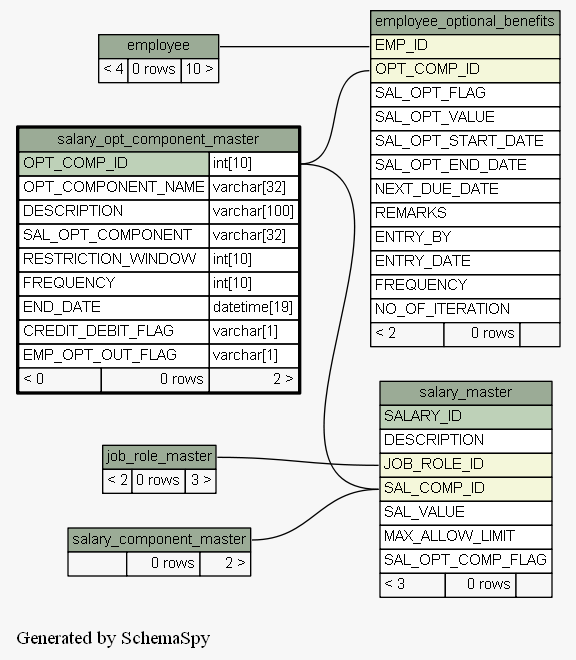 employee_optional_benefits
EMP_ID
OPT_COMP_ID
SAL_OPT_FLAG
SAL_OPT_VALUE
SAL_OPT_START_DATE
SAL_OPT_END_DATE
NEXT_DUE_DATE
REMARKS
ENTRY_BY
ENTRY_DATE
FREQUENCY
NO_OF_ITERATION
< 2 0 rows
employee
< 4 0 rows 10 >
salary_opt_component_master
OPT_COMP_ID int[10]
OPT_COMPONENT_NAME varchar[32]
DESCRIPTION varchar[100]
SAL_OPT_COMPONENT varchar[32]
RESTRICTION_WINDOW int[10]
FREQUENCY int[10]
END_DATE datetime[19]
CREDIT_DEBIT_FLAG varchar[1]
EMP_OPT_OUT_FLAG varchar[1]
< 0 0 rows 2 >
salary_master
SALARY_ID
DESCRIPTION
JOB_ROLE_ID
SAL_COMP_ID
SAL_VALUE
MAX_ALLOW_LIMIT
SAL_OPT_COMP_FLAG
< 3 0 rows
job_role_master
< 2 0 rows 3 >
salary_component_master
0 rows 2 >
Generated by SchemaSpy